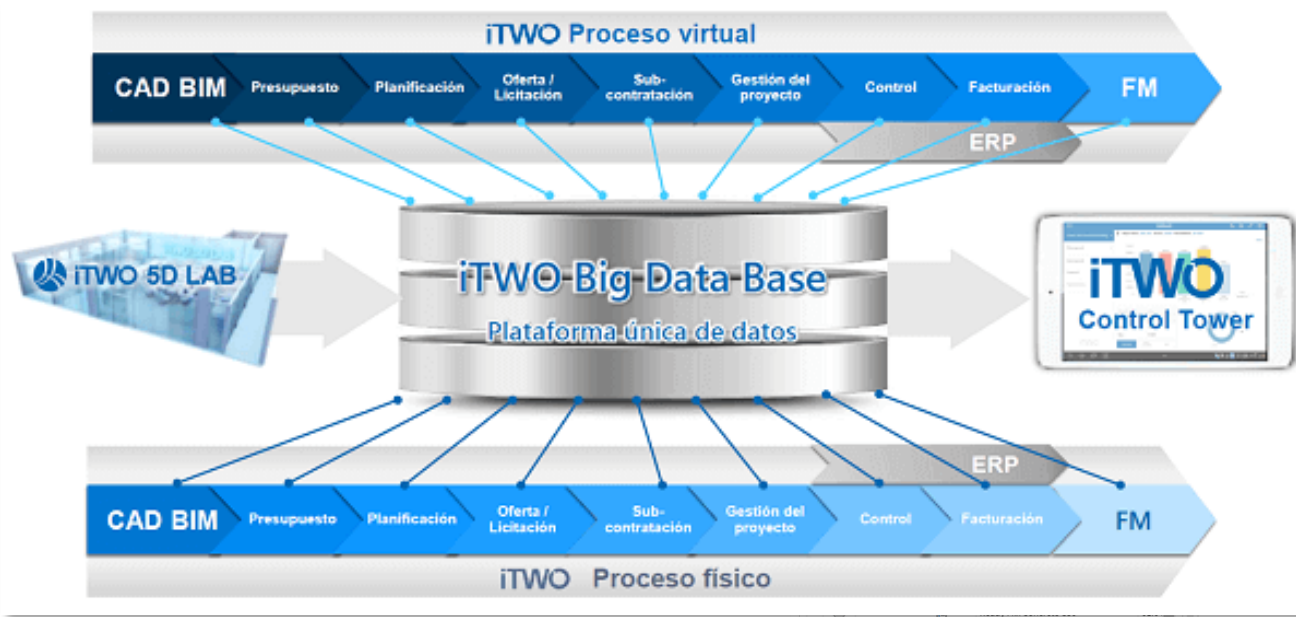 iTWO Proceso virtual
CAD BIM
Presupuesto
Planificación
Oferta /
Licitación
Sub-
contratación
Gestión del
proyecto
Control
Facturación
FM
ERP
iTWO 5D LAB
iTWO Big Data Base
Plataforma única de datos
iTWO
Control Tower
ERP
CAD BIM
Presupuesto
Planificación
Oferta /
Licitación
Sub-
contratación
Gestión del
proyecto
Control
Facturación
FM
iTWO Proceso físico